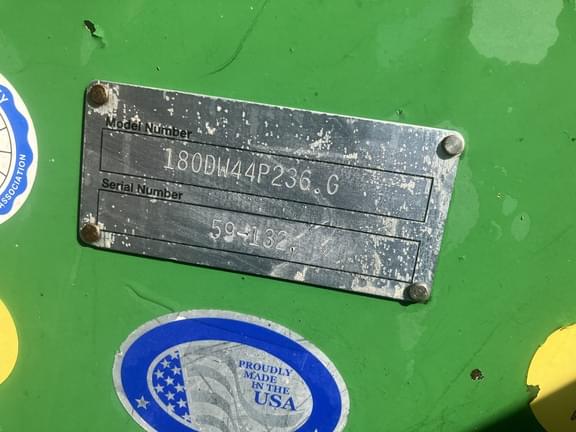 Model Number
180DW44P236.G
Serial Number
59-132.
ASSOCIATION
PROUDLY
MADE
IN THE
USA